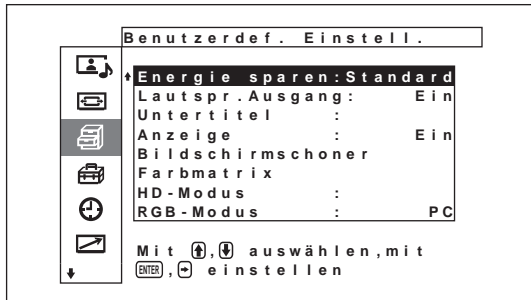 Benutzerdef. Einstell.
Energie sparen:Standard
Lautspr.Ausgang: Ein
Untertitel :
Anzeige : Ein
Bildschirmschoner
Farbmatrix
HD-Modus :
RGB-Modus : PC
Mit ↑,↓ auswählen,mit
ENTER,→ einstellen